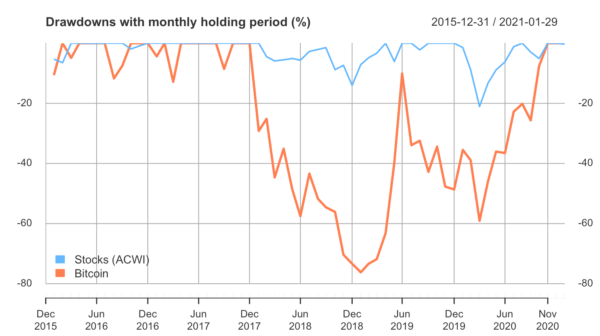 Drawdowns with monthly holding period (%) 2015-12-31 / 2021-01-29
-20 -20
-40 -40
-60 -60
-80 -80
Stocks (ACWI)
Bitcoin
Dec Jun Dec Jun Dec Jun Dec Jun Dec Jun Nov
2015 2016 2016 2017 2017 2018 2018 2019 2019 2020 2020